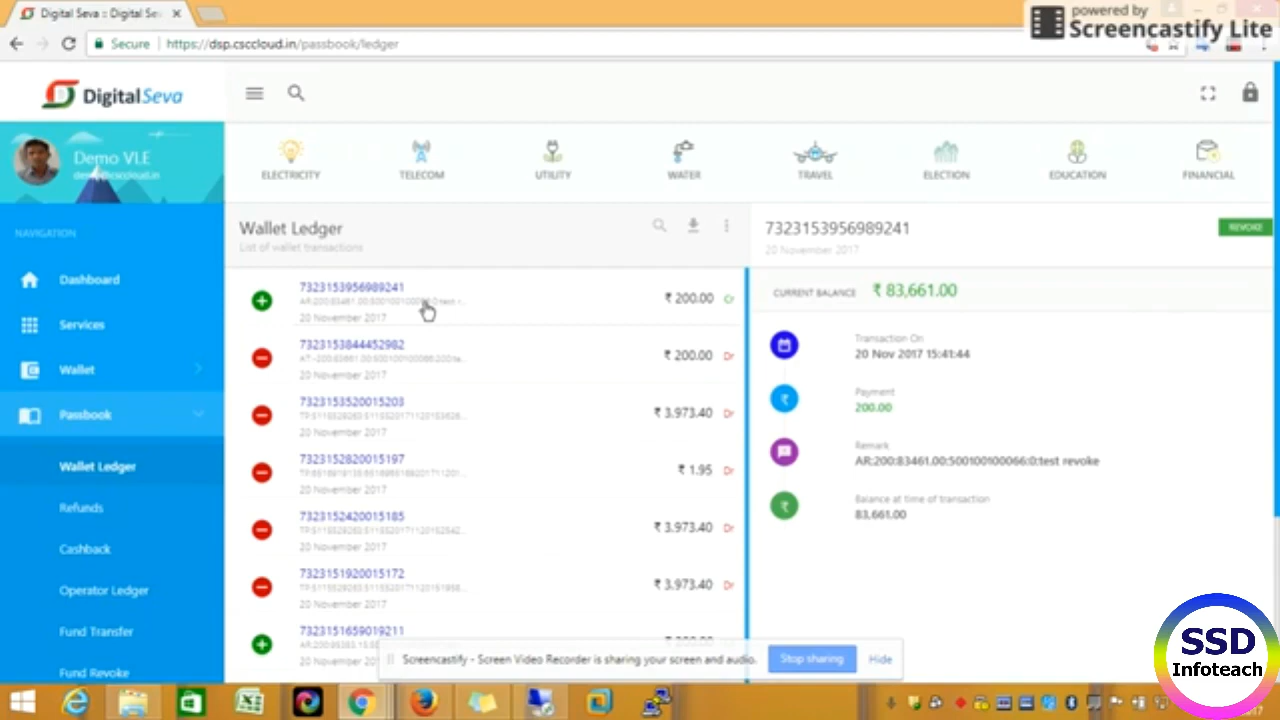 Digital Seva :: Digital Se
powered by
Screencastify Lite
Secure
https://dsp.csccloud.in/passbook/ledger
DigitalSeva
Demo VLE
ELECTRICITY
TELECOM
UTILITY
WATER
TRAVEL
ELECTION
EDUCATION
FINANCIAL
NAVIGATION
Dashboard
Services
Wallet
Passbook
Wallet Ledger
Refunds
Cashback
Operator Ledger
Fund Transfer
Fund Revoke
Wallet Ledger
List of wallet transactions
7323153956989241
20 November 2017
₹ 200.00 Cr
7323153844452982
20 November 2017
₹ 200.00 Dr
7323153520015203
20 November 2017
₹ 3,973.40 Dr
7323152820015197
20 November 2017
₹ 1.95 Dr
7323152420015185
20 November 2017
₹ 3,973.40 Dr
7323151920015172
20 November 2017
₹ 3,973.40 Dr
7323151659019211
7323153956989241
20 November 2017
REVOKE
CURRENT BALANCE ₹ 83,661.00
Transaction On
20 Nov 2017 15:41:44
Payment
200.00
Remark
AR:200:83461.00:500100100066:0:test revoke
Balance at time of transaction
83,661.00
Screencastify - Screen Video Recorder is sharing your screen and audio.
Stop sharing
Hide
SSD
Infoteach